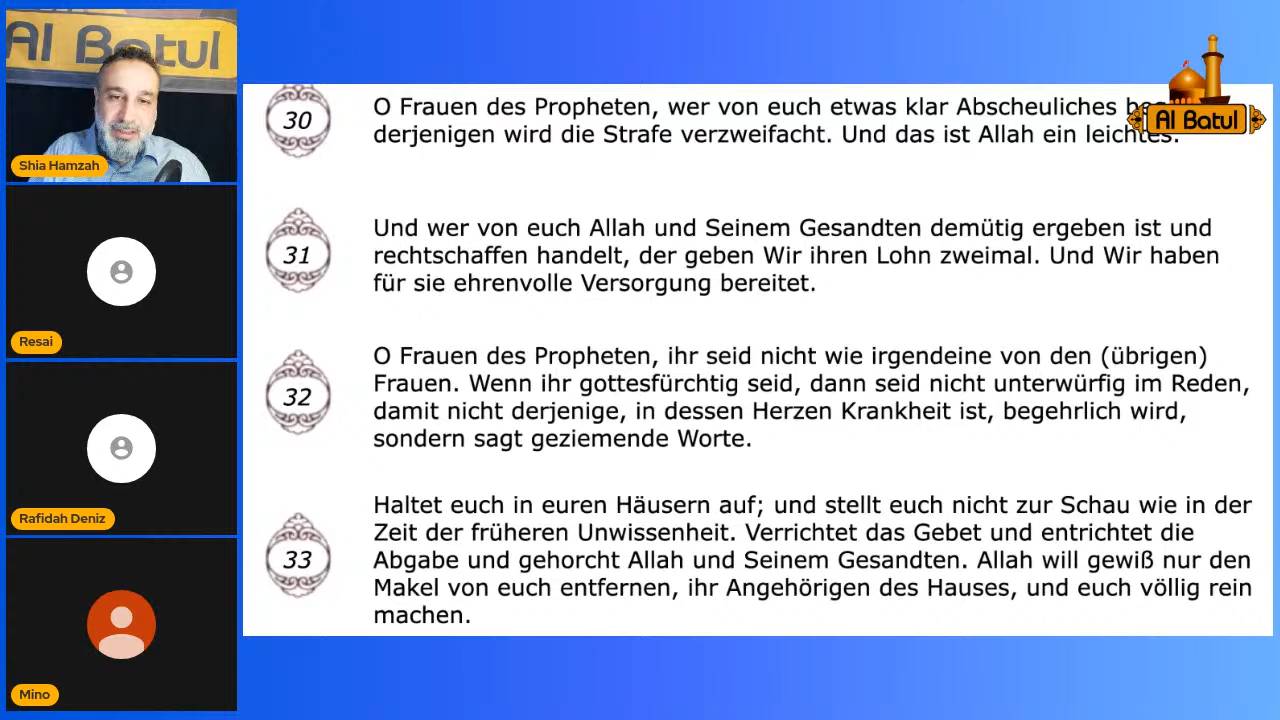 Al Batul
Shia Hamzah
Resai
Rafidah Deniz
Mino
30
O Frauen des Propheten, wer von euch etwas klar Abscheuliches
derjenigen wird die Strafe verzweifacht. Und das ist Allah ein leichtes.
Al Batul
31
Und wer von euch Allah und Seinem Gesandten demütig ergeben ist und
rechtschaffen handelt, der geben Wir ihren Lohn zweimal. Und Wir haben
für sie ehrenvolle Versorgung bereitet.
32
O Frauen des Propheten, ihr seid nicht wie irgendeine von den (übrigen)
Frauen. Wenn ihr gottesfürchtig seid, dann seid nicht unterwürfig im Reden,
damit nicht derjenige, in dessen Herzen Krankheit ist, begehrlich wird,
sondern sagt geziemende Worte.
33
Haltet euch in euren Häusern auf; und stellt euch nicht zur Schau wie in der
Zeit der früheren Unwissenheit. Verrichtet das Gebet und entrichtet die
Abgabe und gehorcht Allah und Seinem Gesandten. Allah will gewiß nur den
Makel von euch entfernen, ihr Angehörigen des Hauses, und euch völlig rein
machen.